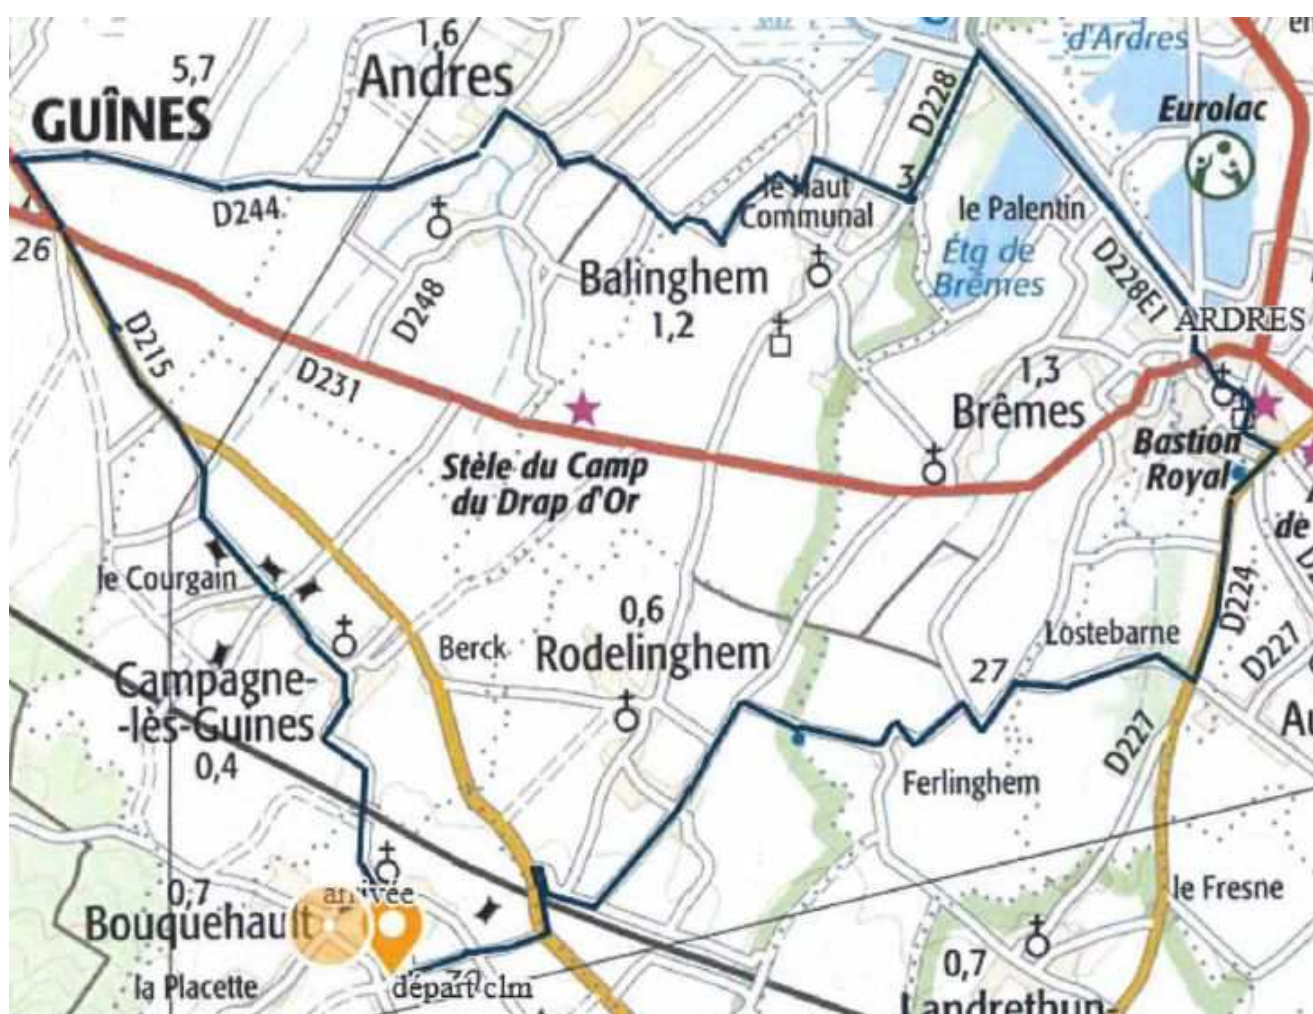 1,6
Andres
5,7
GUÎNES
d'Ardres
Eurolac
D228
3
le Haut
Communal
le Palentin
D244
26
Étg de
Brêmes
Balinghem
1,2
D248
D228E1
ARDRES
D215
D231
1,3
Brêmes
Bastion
Royal
Stèle du Camp
du Drap d'Or
de
le Courgain
D224
0,6
Rodelinghem
Berck
Lostebarne
27
D227
Campagne-
-lès-Guines
0,4
D227
Ferlinghem
arrivée
0,7
Bouquehault
le Fresne
la Placette
départ clm
0,7
Landrethun-